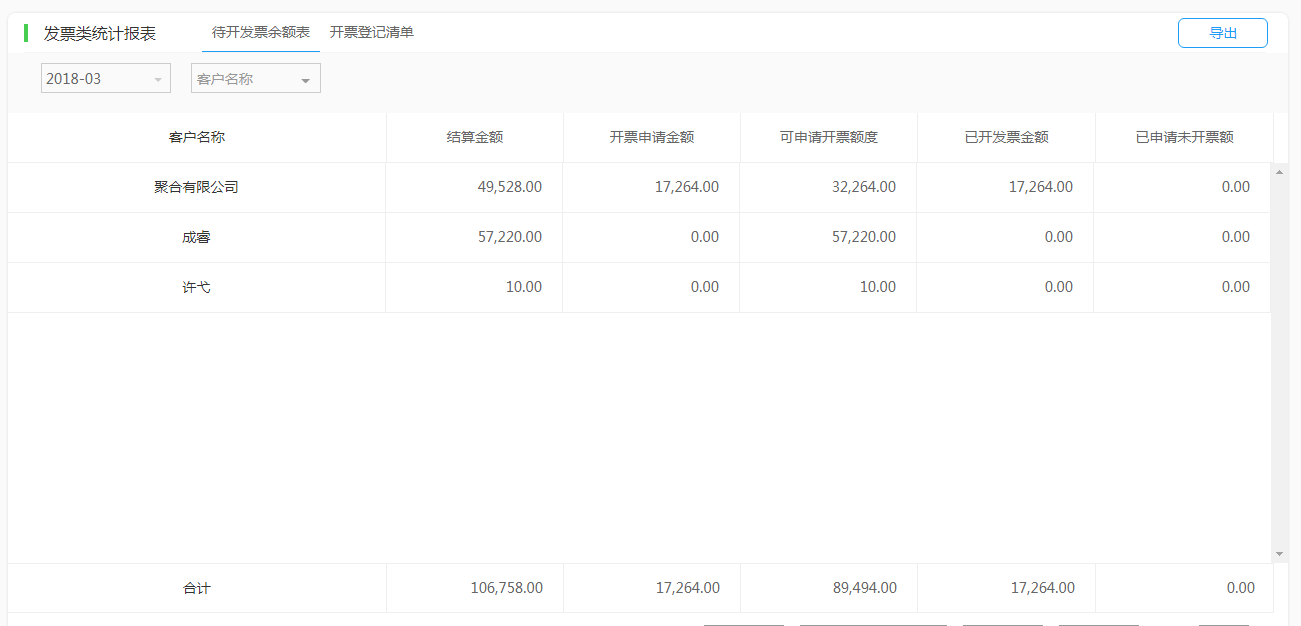 发票类统计报表 待开发票余额表 开票登记清单 导出
2018-03 客户名称
客户名称 结算金额 开票申请金额 可申请开票额度 已开发票金额 已申请未开票额
聚合有限公司 49,528.00 17,264.00 32,264.00 17,264.00 0.00
成睿 57,220.00 0.00 57,220.00 0.00 0.00
许弋 10.00 0.00 10.00 0.00 0.00
合计 106,758.00 17,264.00 89,494.00 17,264.00 0.00